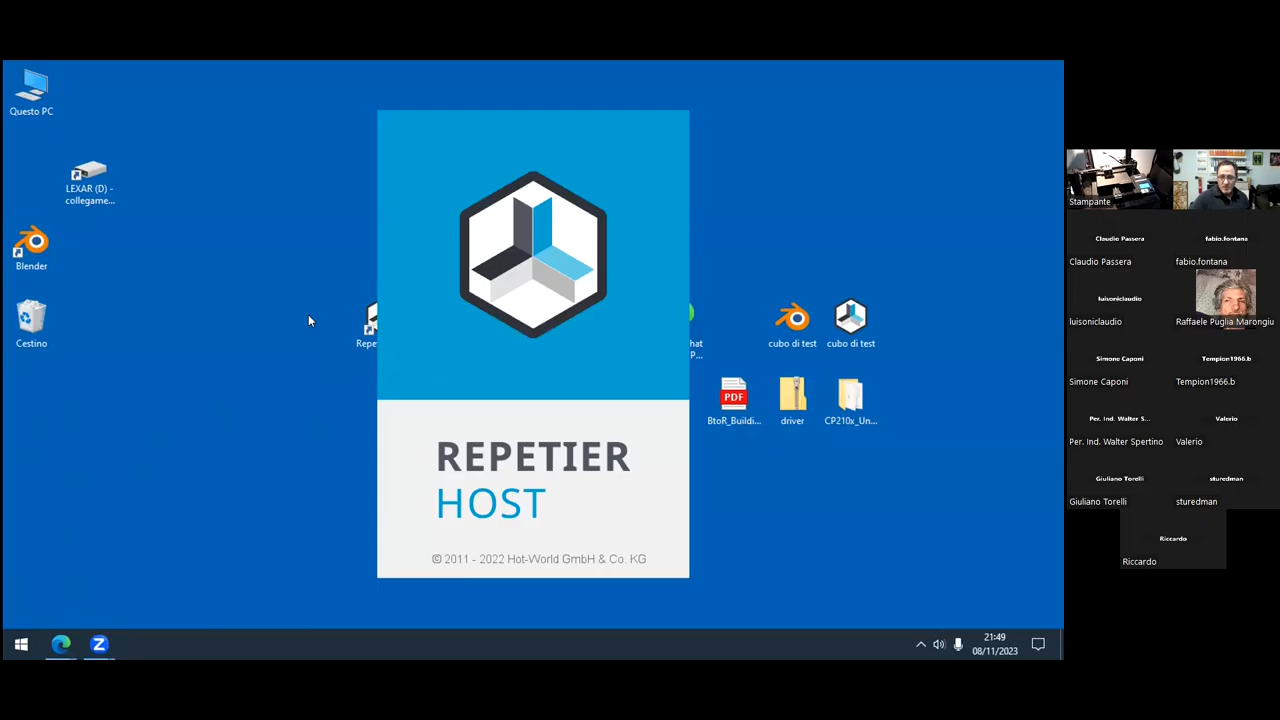 Questo PC
LEXAR (D) -
collegame...
Blender
Cestino
Repe
REPETIER
HOST
© 2011 - 2022 Hot-World GmbH & Co. KG
hat
P...
cubo di test
cubo di test
PDF
BtoR_Buildi...
driver
CP210x_Un...
21:49
08/11/2023
Stampante
Claudio Passera
Claudio Passera
fabio.fontana
fabio.fontana
luisoniclaudio
luisoniclaudio
Raffaele Puglia Marongiu
Simone Caponi
Simone Caponi
Tempion1966.b
Tempion1966.b
Per. Ind. Walter S...
Per. Ind. Walter Spertino
Valerio
Valerio
Giuliano Torelli
Giuliano Torelli
sturedman
sturedman
Riccardo
Riccardo